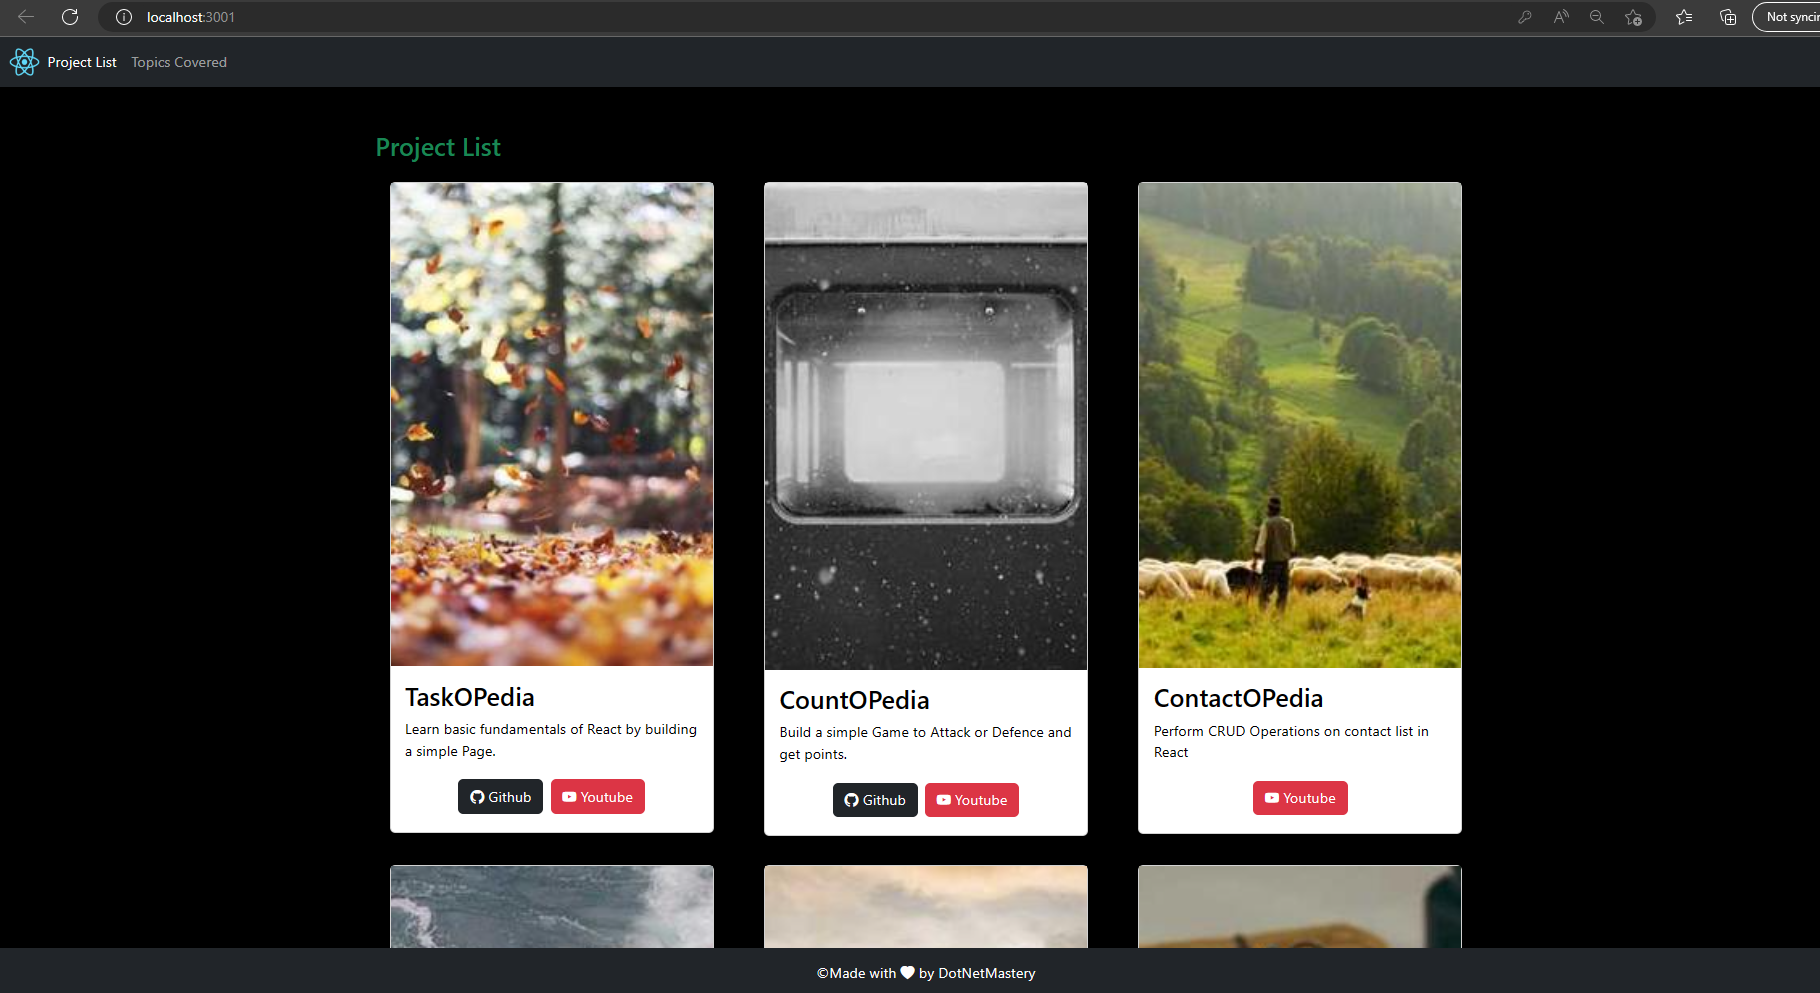 localhost:3001
Not syncin
Project List Topics Covered
Project List
TaskOPedia
Learn basic fundamentals of React by building
a simple Page.
Github Youtube
CountOPedia
Build a simple Game to Attack or Defence and
get points.
Github Youtube
ContactOPedia
Perform CRUD Operations on contact list in
React
Youtube
©Made with by DotNetMastery